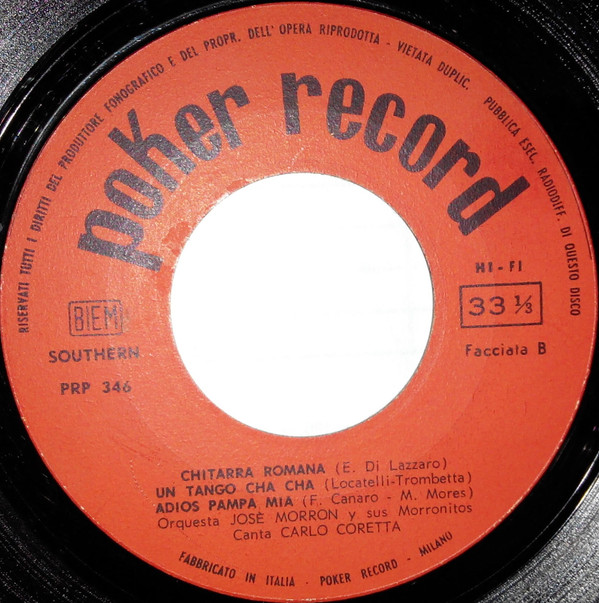 RISERVATI TUTTI I DIRITTI DEL PRODUTTORE FONOGRAFICO E DEL PROPR. DELL'OPERA RIPRODOTTA - VIETATA DUPLIC. PUBBLICA ESEC. RADIODIFF. DI QUESTO DISCO
poker record
HI-FI
BIEM
33 ⅓
SOUTHERN
Facciala B
PRP 346
CHITARRA ROMANA (E. Di Lazzaro)
UN TANGO CHA CHA (Locatelli-Trombetta)
ADIOS PAMPA MIA (F. Canaro - M. Mores)
Orquesta JOSÈ MORRON y sus Morronitos
Canta CARLO CORETTA
FABBRICATO IN ITALIA - POKER RECORD - MILANO